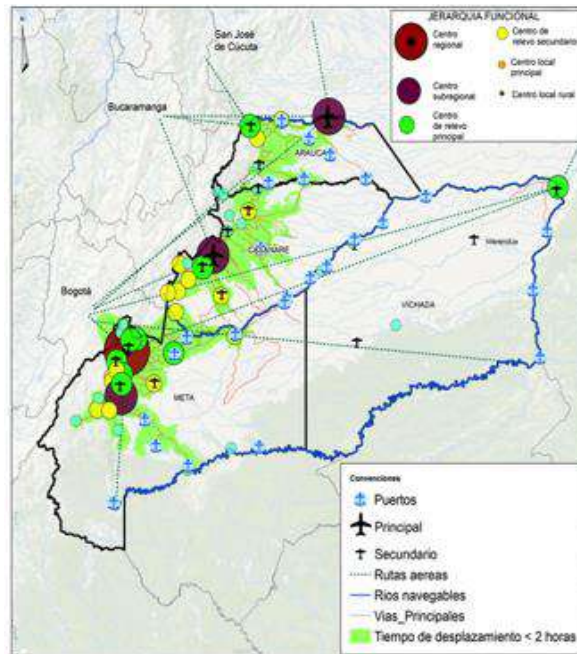 JERARQUIA FUNCIONAL
Centro
regional
Centro de
relevo secundario
Centro local
principal
Centro
subregional
Centro local rural
Centro
de relevo
principal
San José
de Cúcuta
Bucaramanga
ARAUCA
CASANARE
Bogotá
VICHADA
META
Convenciones
Puertos
Principal
Secundario
Rutas aereas
Rios navegables
Vias_Principales
Tiempo de desplazamiento < 2 horas